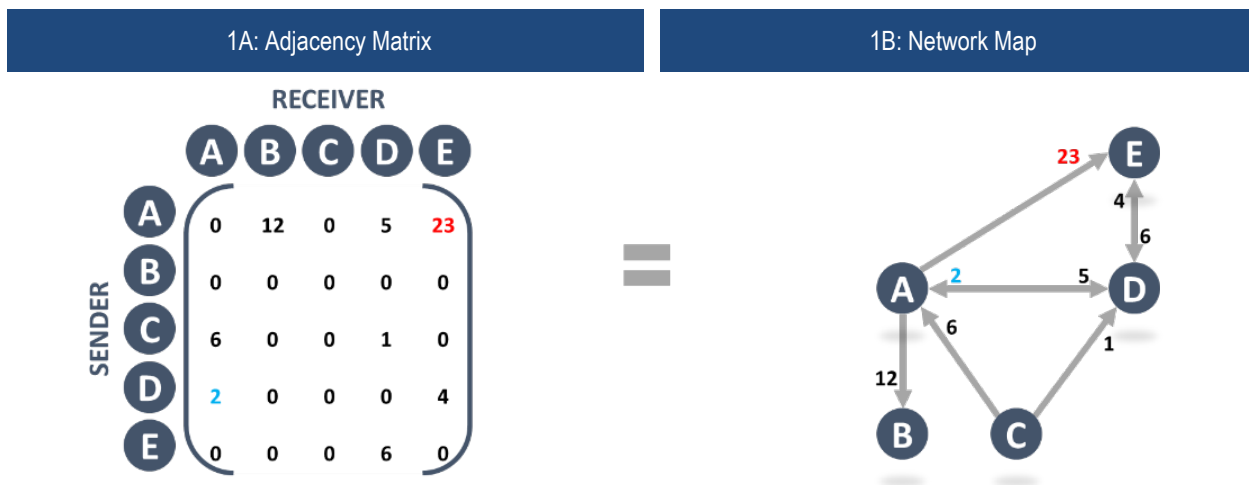 1A: Adjacency Matrix
RECEIVER
A B C D E
SENDER
A 0 12 0 5 23
B 0 0 0 0 0
C 6 0 0 1 0
D 2 0 0 0 4
E 0 0 0 6 0
=
1B: Network Map
23 E
4
6
A 2 5 D
6 1
12
B C